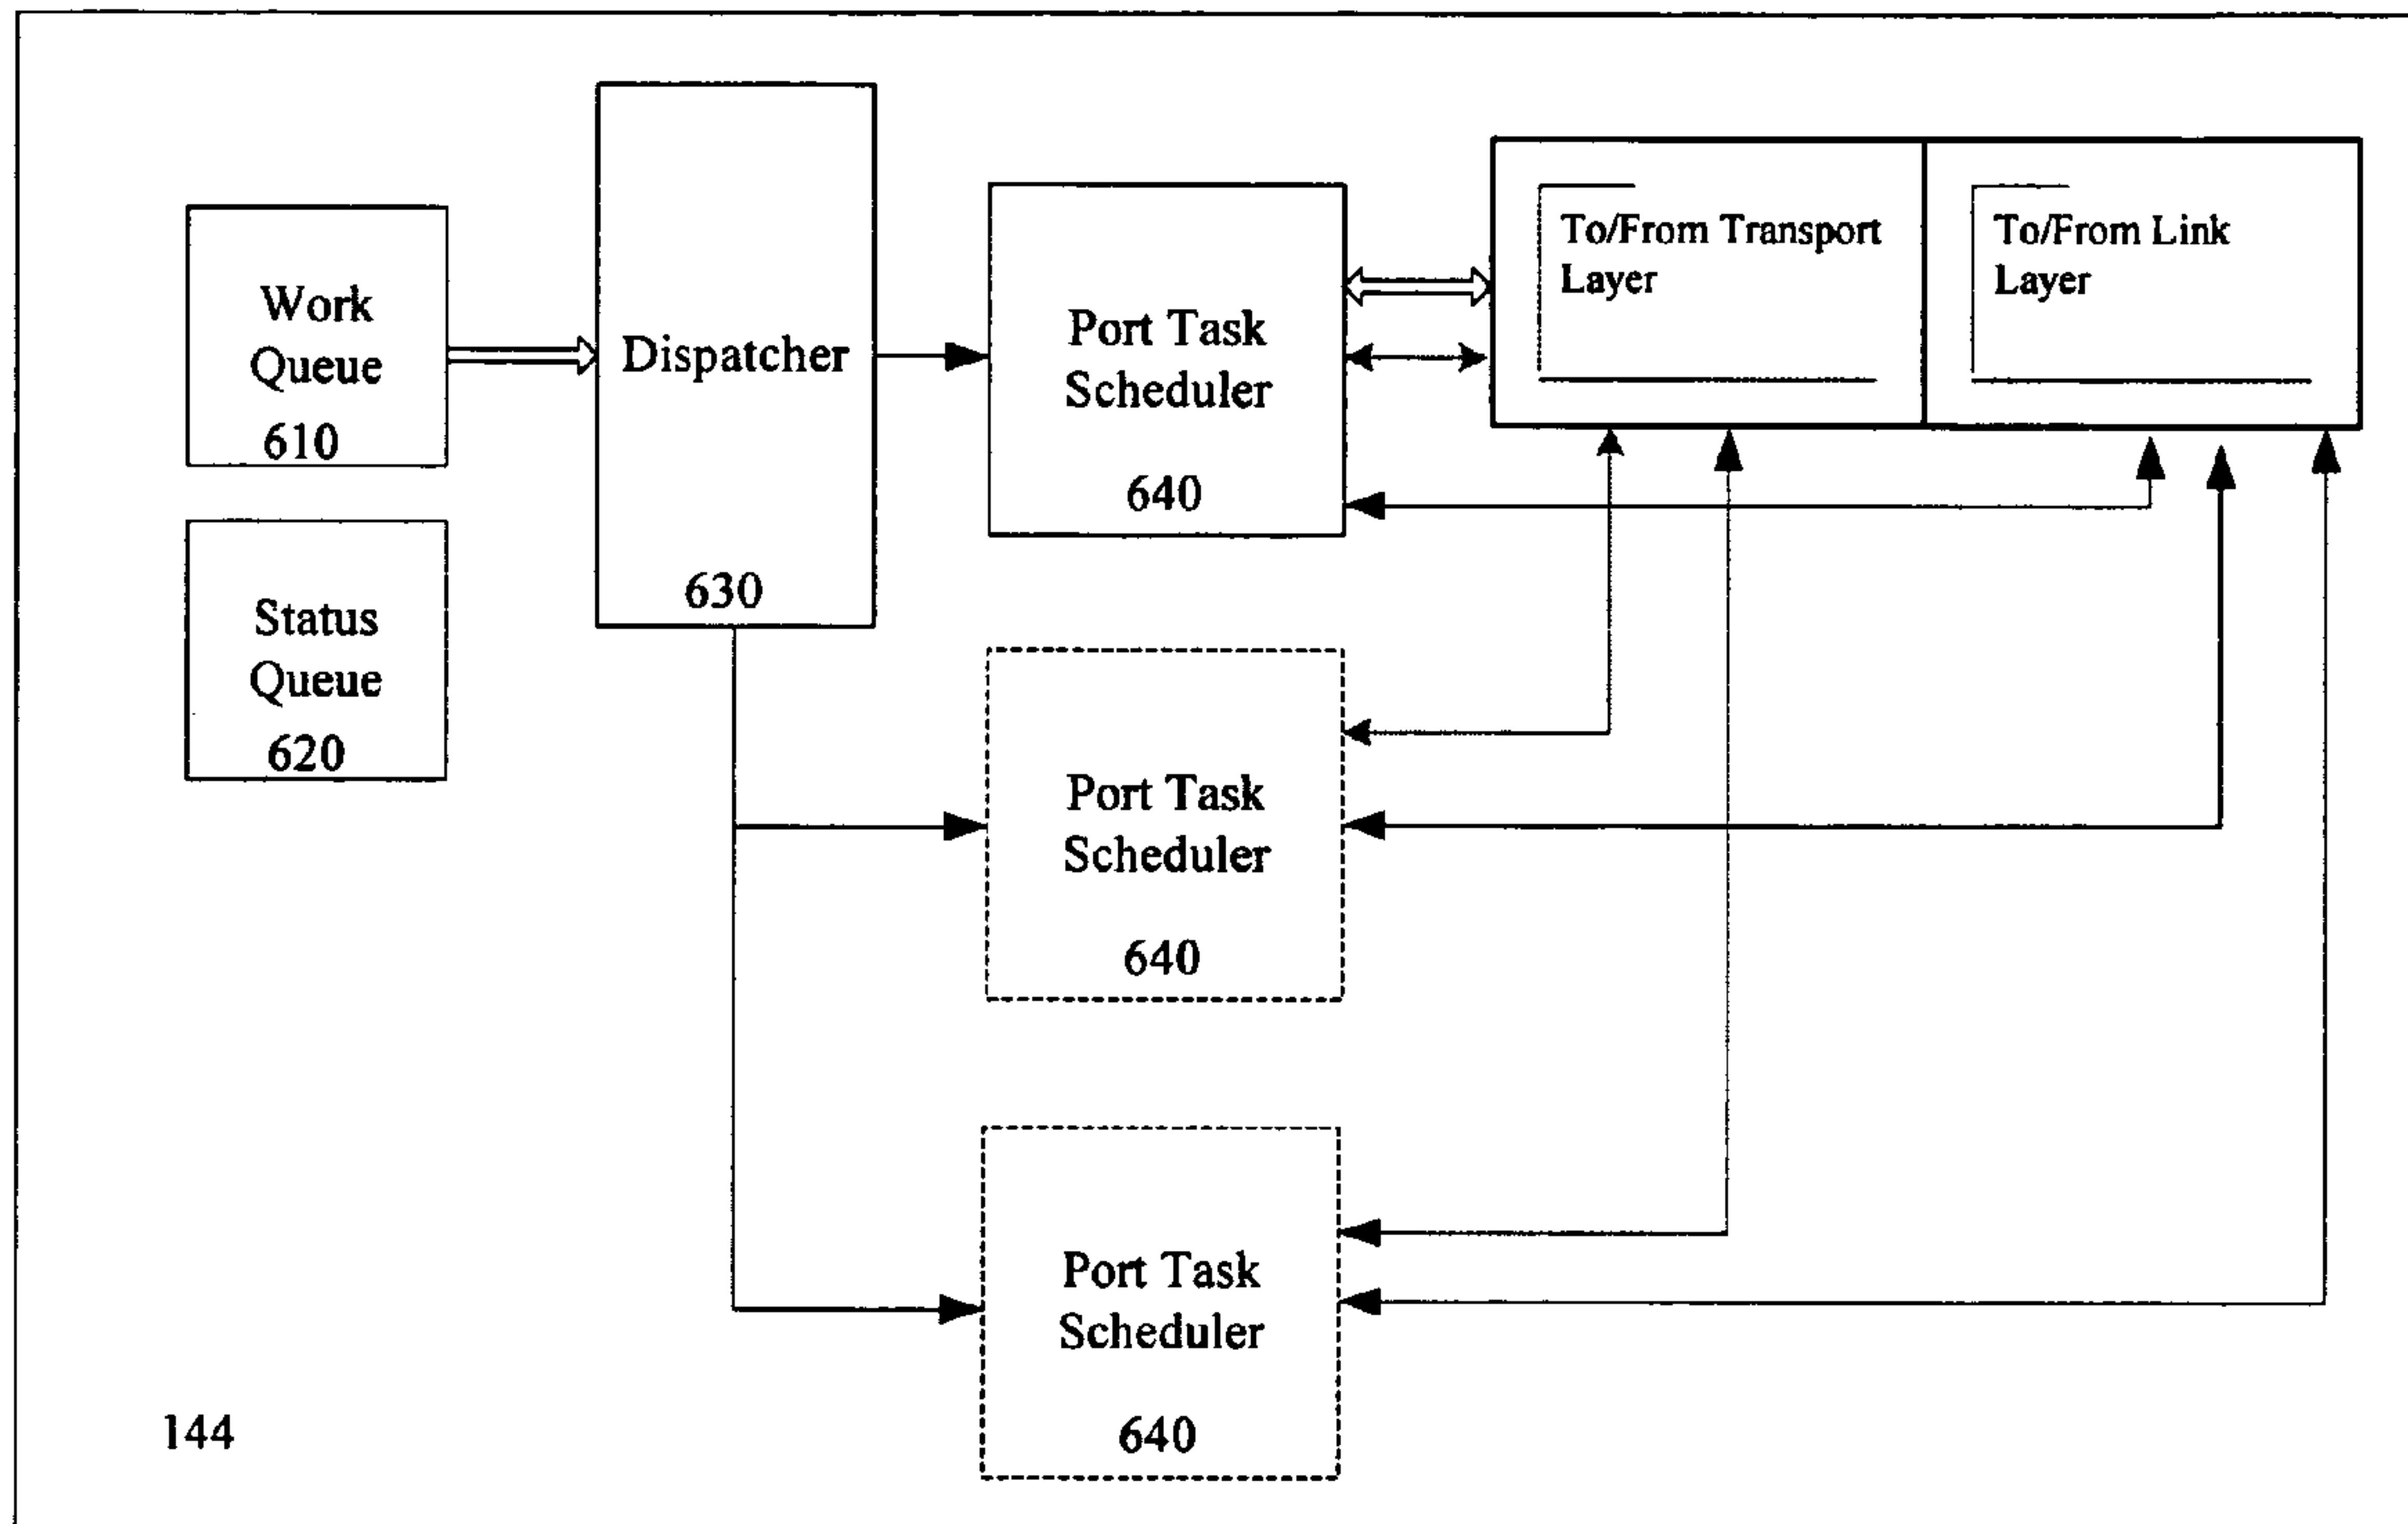 Work
Queue
610
Status
Queue
620
Dispatcher
630
Port Task
Scheduler
640
To/From Transport
Layer
To/From Link
Layer
Port Task
Scheduler
640
Port Task
Scheduler
640
144